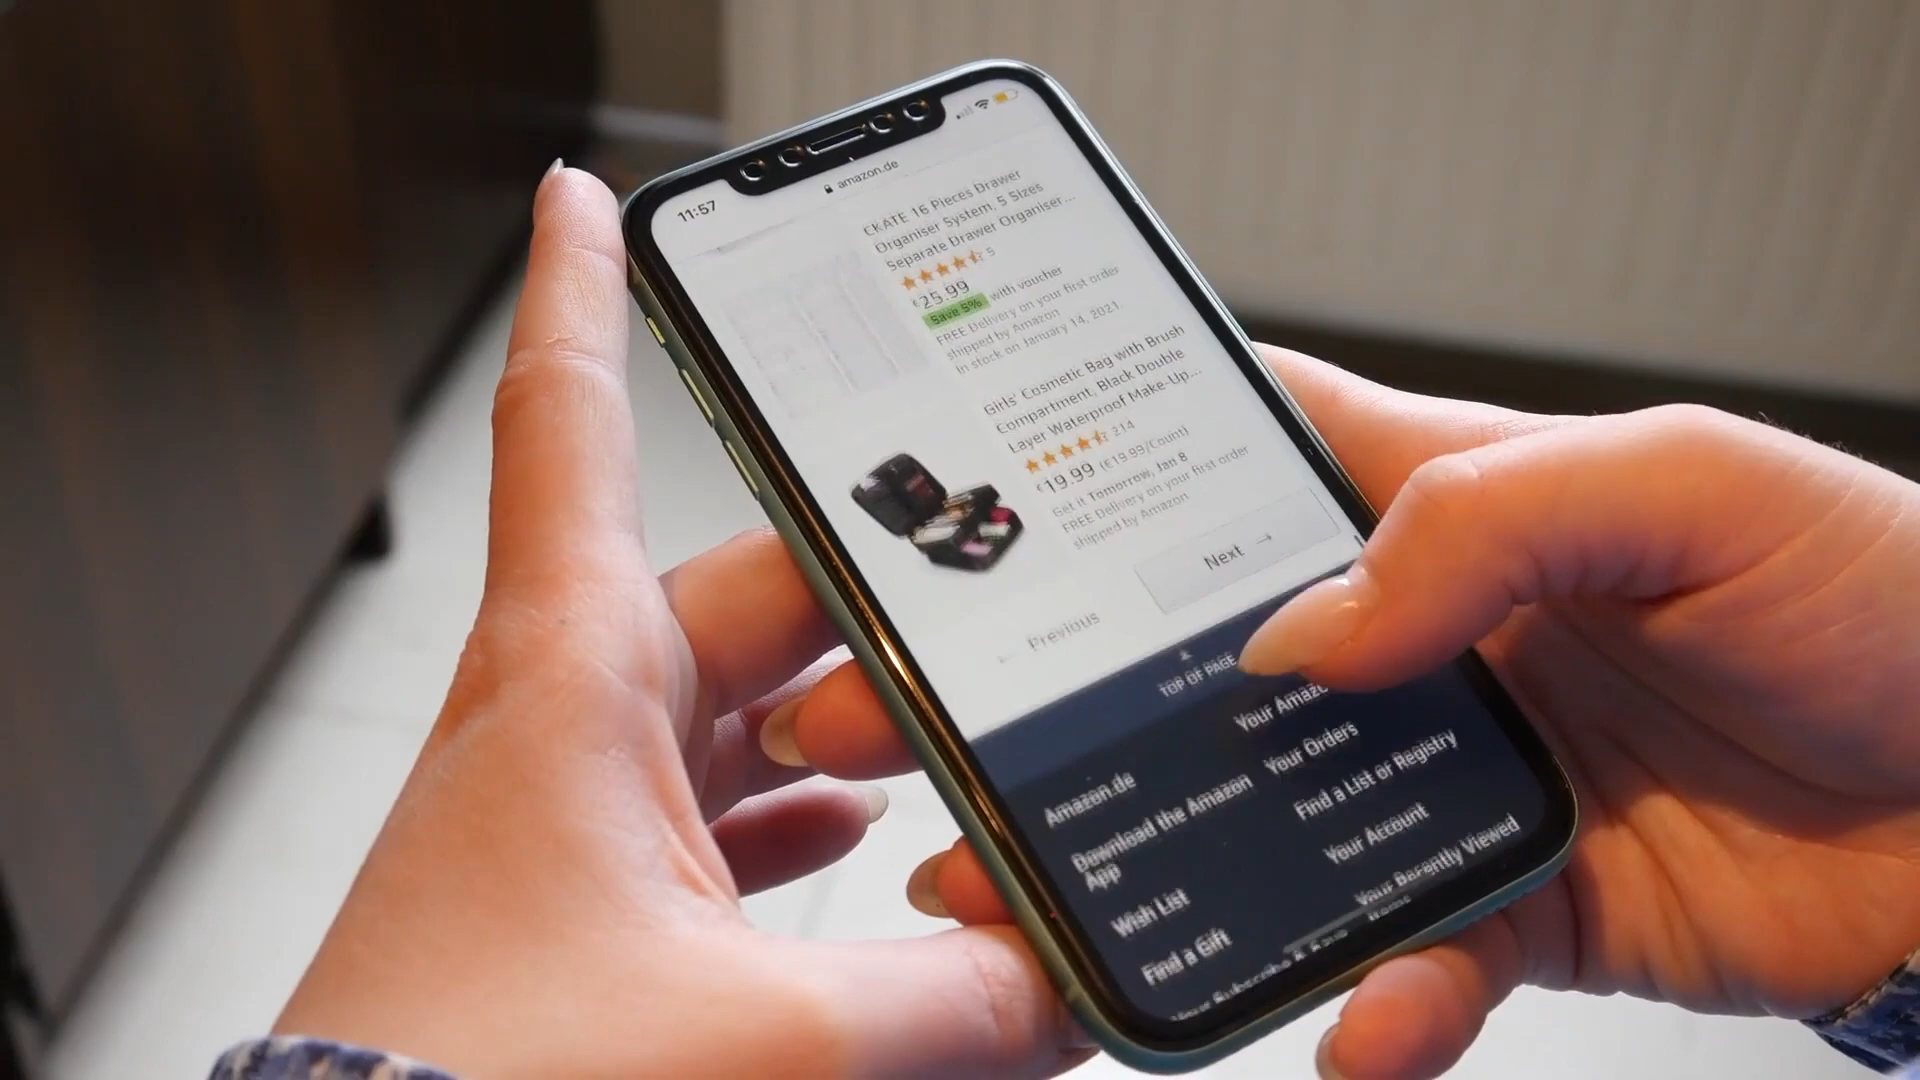 11:57
amazon.de
CKATE 16 Pieces Drawer
Organiser System, 5 Sizes
Separate Drawer Organiser...
5
€25.99
Save 5% with voucher
FREE Delivery on your first order
shipped by Amazon
In stock on January 14, 2021.
Girls' Cosmetic Bag with Brush
Compartment, Black Double
Layer Waterproof Make-Up...
214
€19.99 (€19.99/Count)
Get it Tomorrow, Jan 8
FREE Delivery on your first order
shipped by Amazon
Next →
← Previous
TOP OF PAGE
Amazon.de
Your
Download the Amazon
App
Your Orders
Wish List
Find a List or Registry
Find a Gift
Your Account
Your Recently Viewed
Items
Your Subscribe &